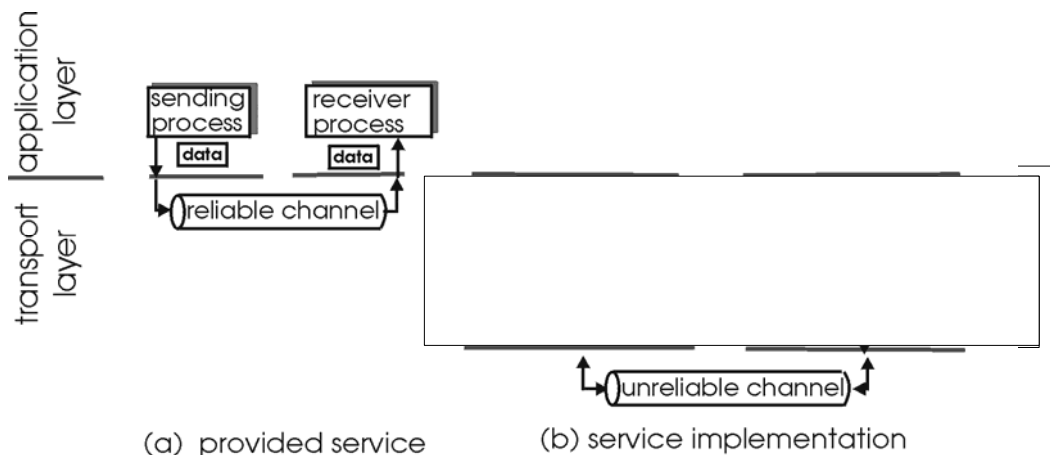 application
layer
sending
process
receiver
process
data
data
reliable channel
transport
layer
unreliable channel
(a) provided service
(b) service implementation